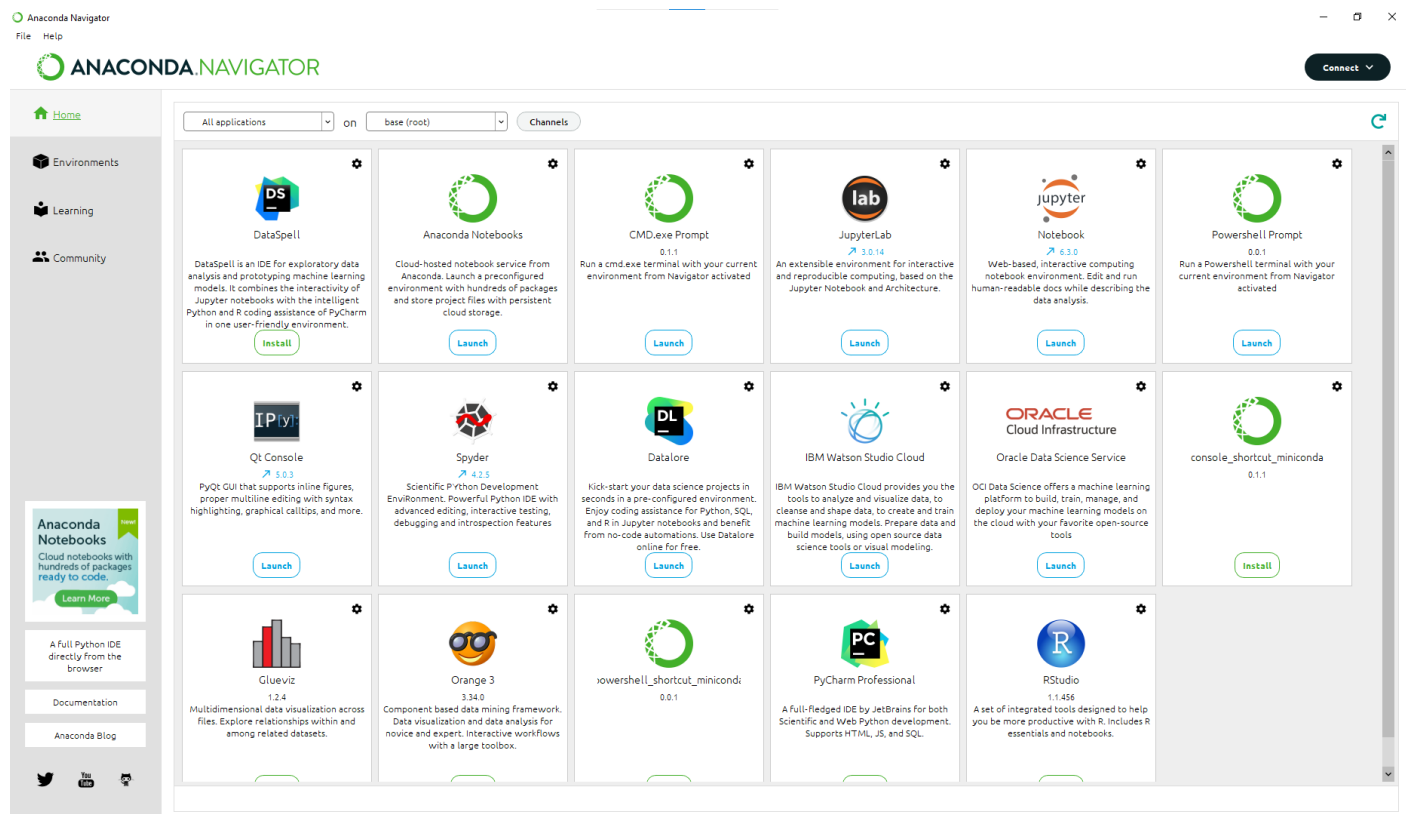 Anaconda Navigator
File Help
ANACONDA.NAVIGATOR
Connect
Home
Environments
Learning
Community
Anaconda
Notebooks
New!
Cloud notebooks with
hundreds of packages
ready to code.
Learn More
A full Python IDE
directly from the
browser
Documentation
Anaconda Blog
You
Tube
All applications on base (root) Channels
DS
DataSpell
DataSpell is an IDE for exploratory data
analysis and prototyping machine learning
models. It combines the interactivity of
Jupyter notebooks with the intelligent
Python and R coding assistance of PyCharm
in one user-friendly environment.
Install
Anaconda Notebooks
Cloud-hosted notebook service from
Anaconda. Launch a preconfigured
environment with hundreds of packages
and store project files with persistent
cloud storage.
Launch
CMD.exe Prompt
0.1.1
Run a cmd.exe terminal with your current
environment from Navigator activated
Launch
lab
JupyterLab
3.0.14
An extensible environment for interactive
and reproducible computing, based on the
Jupyter Notebook and Architecture.
Launch
jupyter
Notebook
6.3.0
Web-based, interactive computing
notebook environment. Edit and run
human-readable docs while describing the
data analysis.
Launch
Powershell Prompt
0.0.1
Run a Powershell terminal with your
current environment from Navigator
activated
Launch
IP[y]:
Qt Console
5.0.3
PyQt GUI that supports inline figures,
proper multiline editing with syntax
highlighting, graphical calltips, and more.
Launch
Spyder
4.2.5
Scientific PYthon Development
EnviRonment. Powerful Python IDE with
advanced editing, interactive testing,
debugging and introspection features
Launch
DL
Datalore
Kick-start your data science projects in
seconds in a pre-configured environment.
Enjoy coding assistance for Python, SQL,
and R in Jupyter notebooks and benefit
from no-code automations. Use Datalore
online for free.
Launch
IBM Watson Studio Cloud
IBM Watson Studio Cloud provides you the
tools to analyze and visualize data, to
cleanse and shape data, to create and train
machine learning models. Prepare data and
build models, using open source data
science tools or visual modeling.
Launch
ORACLE
Cloud Infrastructure
Oracle Data Science Service
OCI Data Science offers a machine learning
platform to build, train, manage, and
deploy your machine learning models on
the cloud with your favorite open-source
tools
Launch
console_shortcut_miniconda
0.1.1
Install
Glueviz
1.2.4
Multidimensional data visualization across
files. Explore relationships within and
among related datasets.
Orange 3
3.34.0
Component based data mining framework.
Data visualization and data analysis for
novice and expert. Interactive workflows
with a large toolbox.
powershell_shortcut_miniconda
0.0.1
PC
PyCharm Professional
A full-fledged IDE by JetBrains for both
Scientific and Web Python development.
Supports HTML, JS, and SQL.
R
RStudio
1.1.456
A set of integrated tools designed to help
you be more productive with R. Includes R
essentials and notebooks.